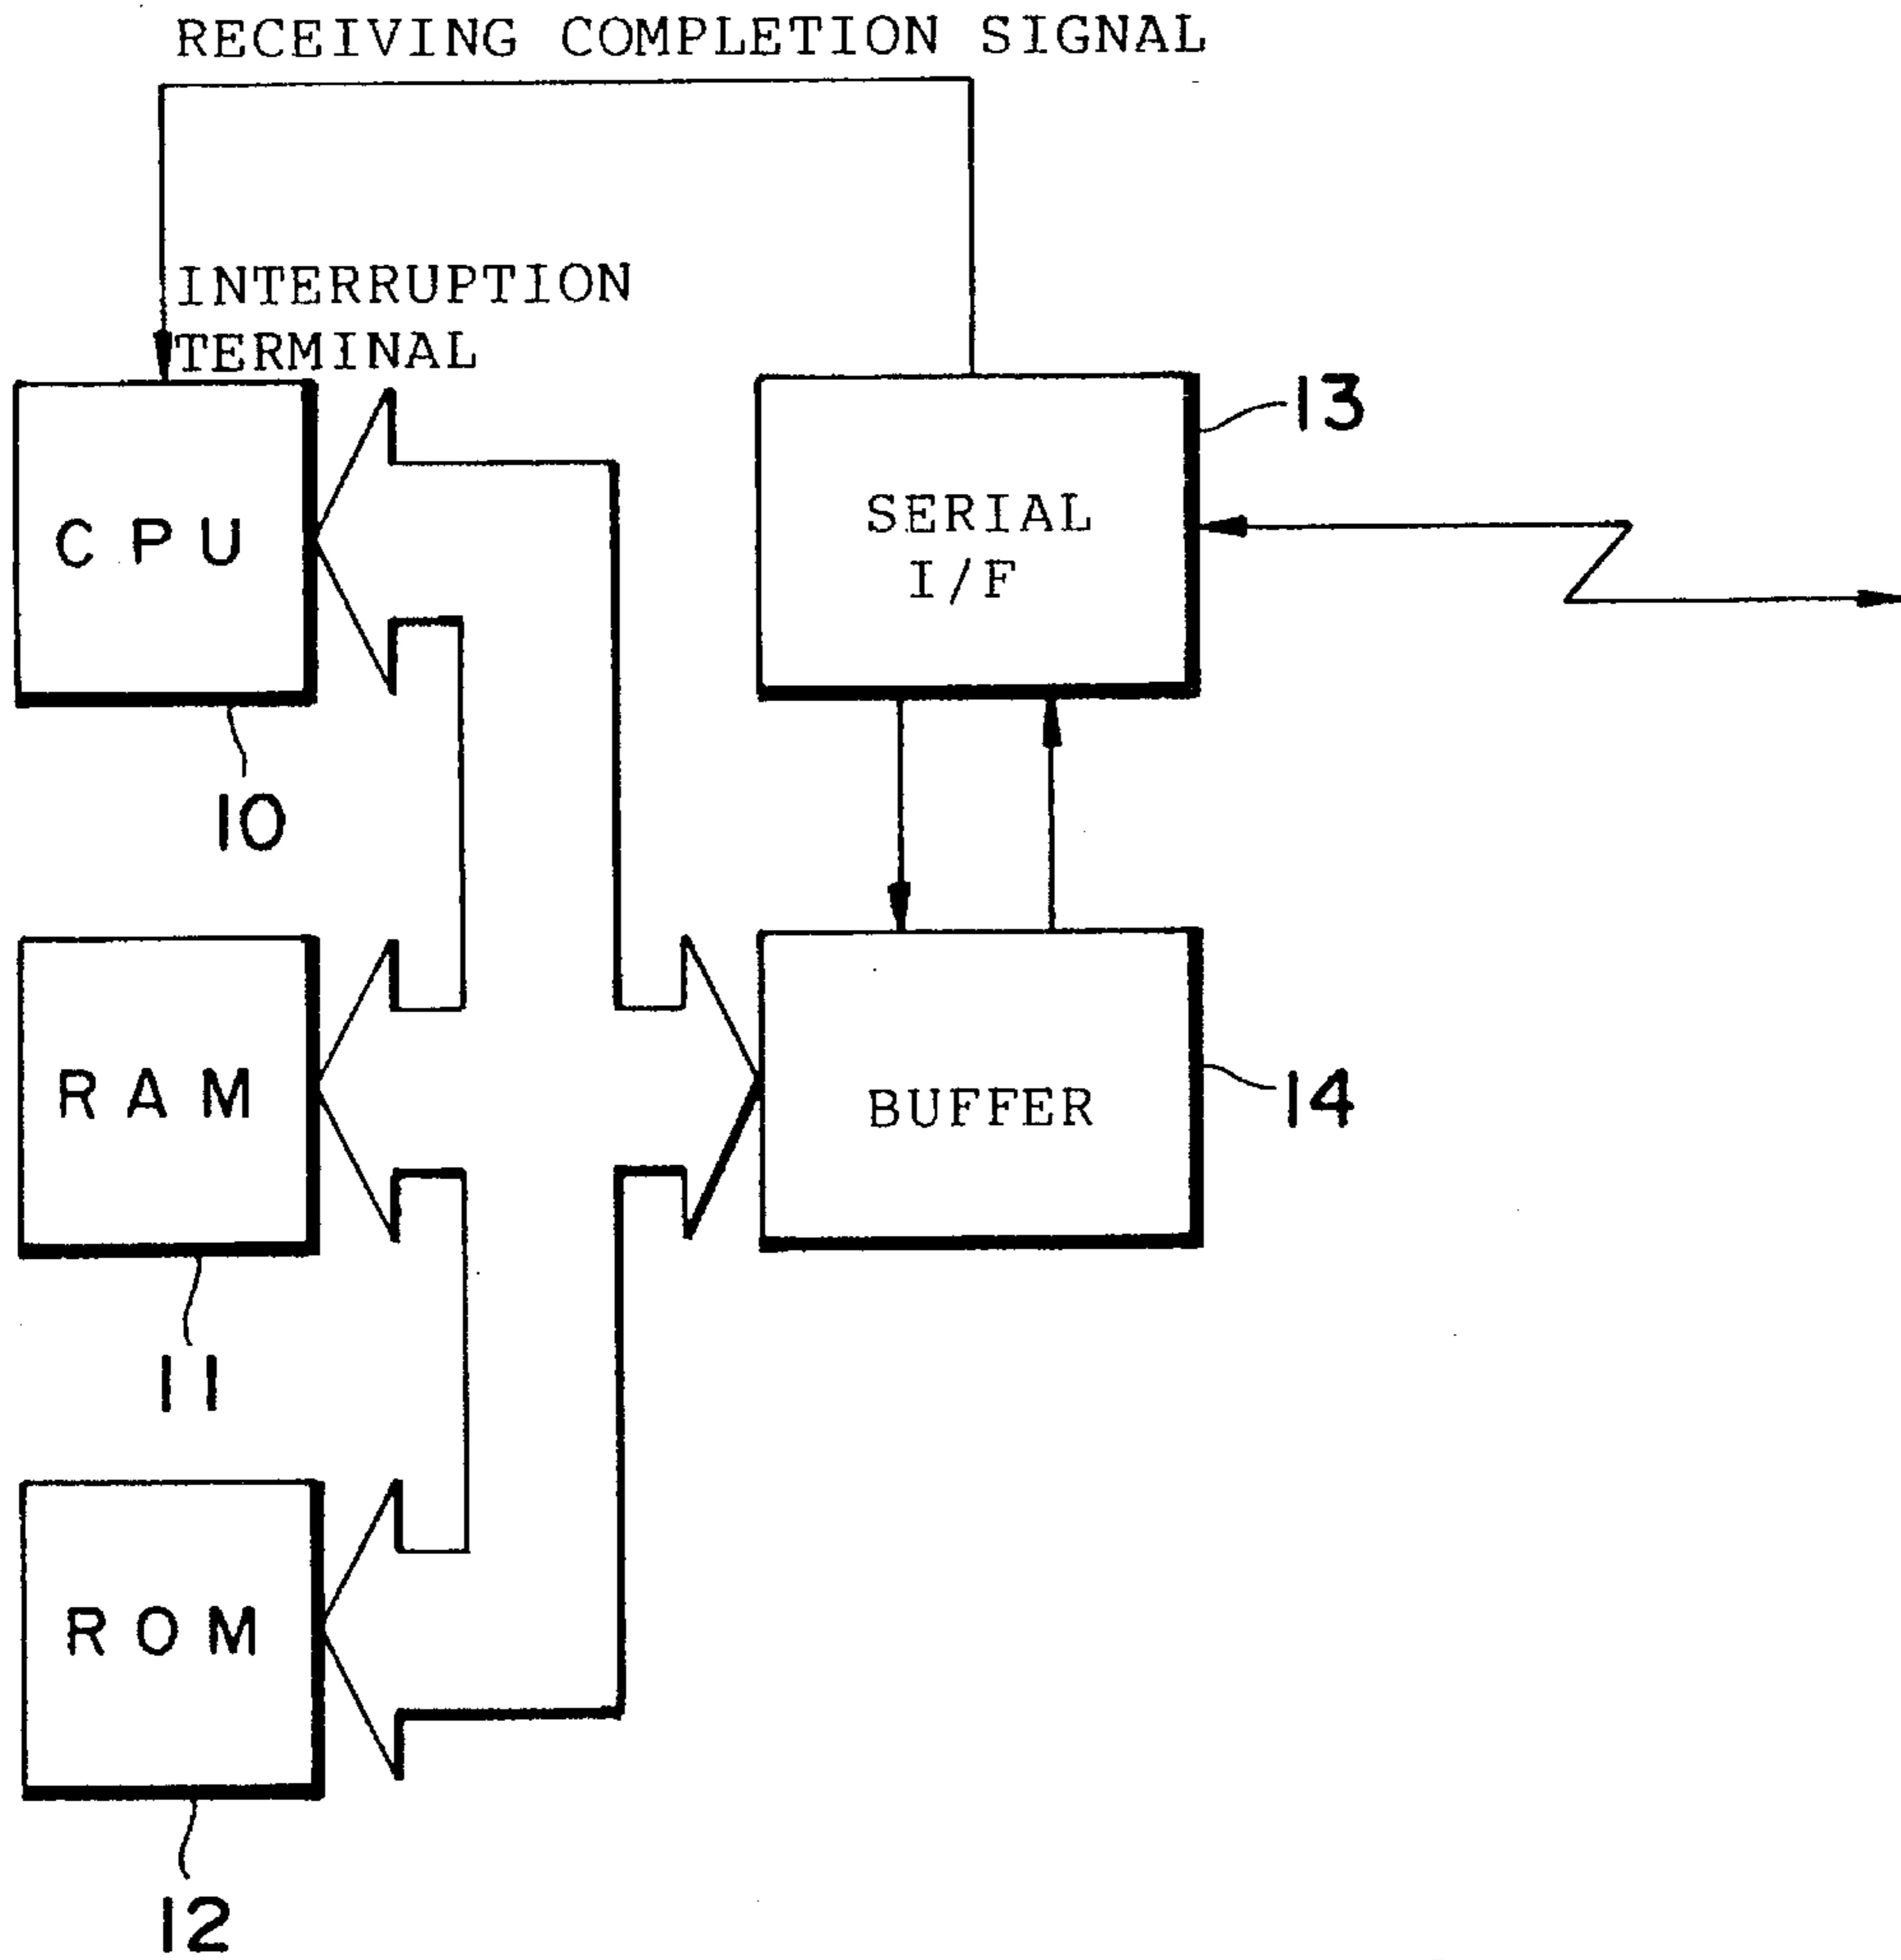 RECEIVING COMPLETION SIGNAL
INTERRUPTION
TERMINAL
13
CPU
SERIAL
I/F
10
RAM
BUFFER
14
11
ROM
12